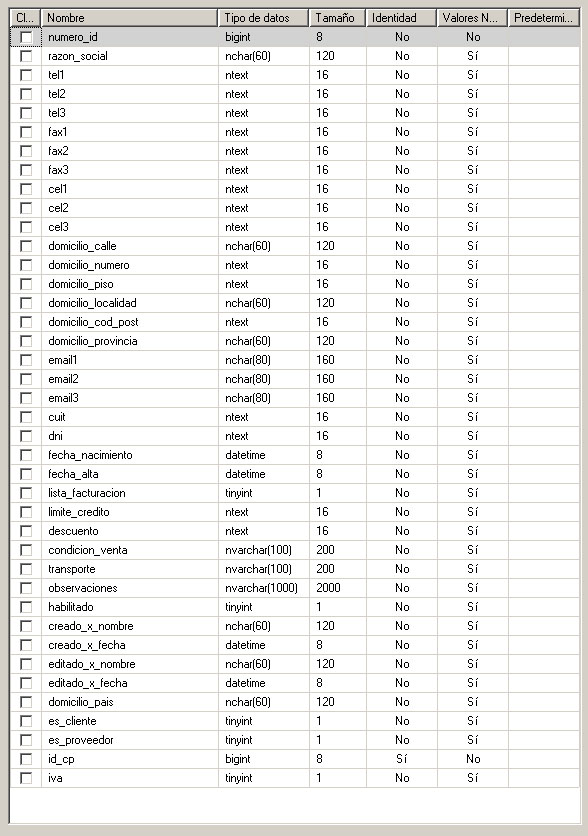 Cl... Nombre Tipo de datos Tamaño Identidad Valores N... Predetermi...
numero_id bigint 8 No No
razon_social nchar(60) 120 No Sí
tel1 ntext 16 No Sí
tel2 ntext 16 No Sí
tel3 ntext 16 No Sí
fax1 ntext 16 No Sí
fax2 ntext 16 No Sí
fax3 ntext 16 No Sí
cel1 ntext 16 No Sí
cel2 ntext 16 No Sí
cel3 ntext 16 No Sí
domicilio_calle nchar(60) 120 No Sí
domicilio_numero ntext 16 No Sí
domicilio_piso ntext 16 No Sí
domicilio_localidad nchar(60) 120 No Sí
domicilio_cod_post ntext 16 No Sí
domicilio_provincia nchar(60) 120 No Sí
email1 nchar(80) 160 No Sí
email2 nchar(80) 160 No Sí
email3 nchar(80) 160 No Sí
cuit ntext 16 No Sí
dni ntext 16 No Sí
fecha_nacimiento datetime 8 No Sí
fecha_alta datetime 8 No Sí
lista_facturacion tinyint 1 No Sí
limite_credito ntext 16 No Sí
descuento ntext 16 No Sí
condicion_venta nvarchar(100) 200 No Sí
transporte nvarchar(100) 200 No Sí
observaciones nvarchar(1000) 2000 No Sí
habilitado tinyint 1 No Sí
creado_x_nombre nchar(60) 120 No Sí
creado_x_fecha datetime 8 No Sí
editado_x_nombre nchar(60) 120 No Sí
editado_x_fecha datetime 8 No Sí
domicilio_pais nchar(60) 120 No Sí
es_cliente tinyint 1 No Sí
es_proveedor tinyint 1 No Sí
id_cp bigint 8 Sí No
iva tinyint 1 No Sí